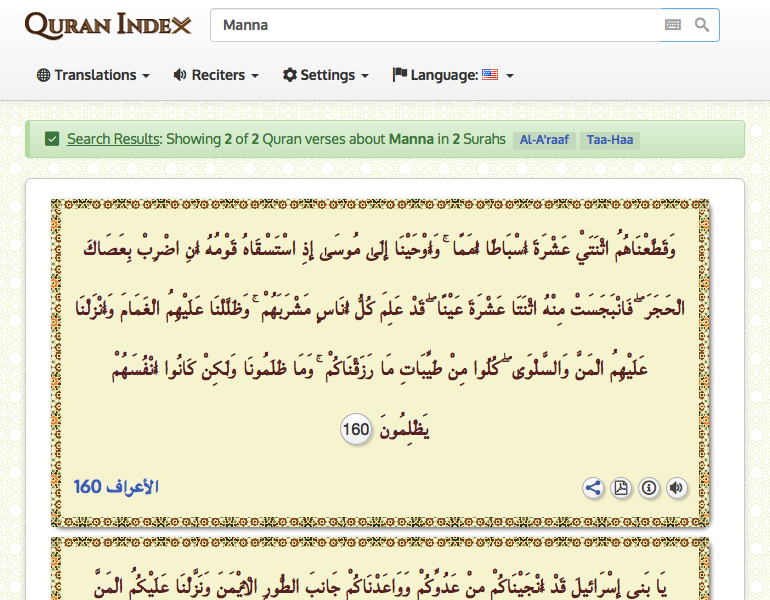 QURAN INDEX
Manna
Translations Reciters Settings Language:
Search Results: Showing 2 of 2 Quran verses about Manna in 2 Surahs Al-A'raaf Taa-Haa
وَقَطَّعْنَاهُمُ اثْنَتَيْ عَشْرَةَ أَسْبَاطًا أُمَمًا ۚ وَأَوْحَيْنَا إِلَىٰ مُوسَىٰ إِذِ اسْتَسْقَاهُ قَوْمُهُ أَنِ اضْرِبْ بِعَصَاكَ
الْحَجَرَ ۖ فَانْبَجَسَتْ مِنْهُ اثْنَتَا عَشْرَةَ عَيْنًا ۖ قَدْ عَلِمَ كُلُّ أُنَاسٍ مَشْرَبَهُمْ ۚ وَظَلَّلْنَا عَلَيْهِمُ الْغَمَامَ وَأَنْزَلْنَا
عَلَيْهِمُ الْمَنَّ وَالسَّلْوَىٰ ۖ كُلُوا مِنْ طَيِّبَاتِ مَا رَزَقْنَاكُمْ ۚ وَمَا ظَلَمُونَا وَلَٰكِنْ كَانُوا أَنْفُسَهُمْ
يَظْلِمُونَ 160
الأعراف 160
يَا بَنِي إِسْرَائِيلَ قَدْ أَنْجَيْنَاكُمْ مِنْ عَدُوِّكُمْ وَوَاعَدْنَاكُمْ جَانِبَ الطُّورِ الْأَيْمَنَ وَنَزَّلْنَا عَلَيْكُمُ الْمَنَّ